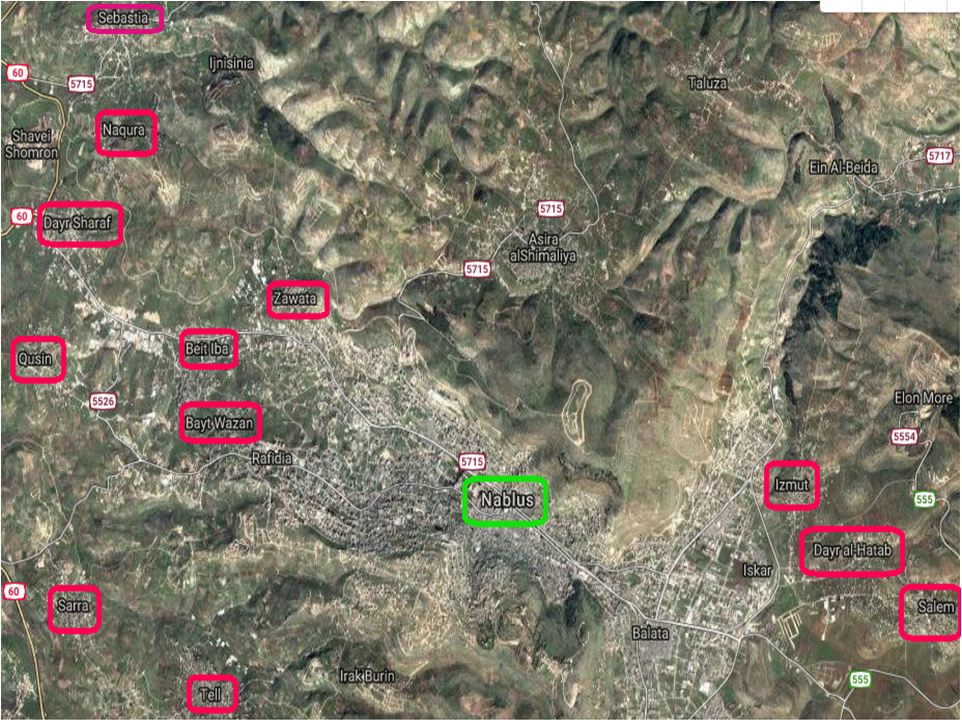 Sebastia
Ijnisinia
60
5715
Taluza
Naqura
Shavei
Shomron
5717
Ein Al-Beida
60
Dayr Sharaf
5715
Asira
alShimaliya
5715
Zawata
Qusin
Beit Iba
5526
Elon More
Bayt Wazan
5554
Rafidia
5715
Nablus
Izmut
555
Dayr al-Hatab
Iskar
60
Sarra
Salem
Balata
Irak Burin
555
Tell